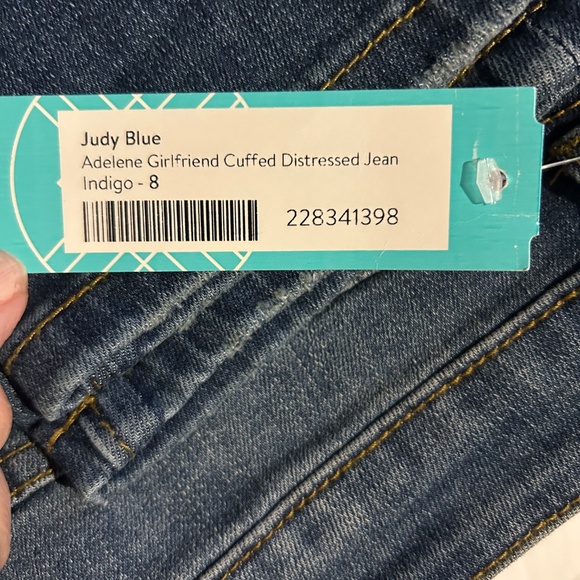 Judy Blue
Adelene Girlfriend Cuffed Distressed Jean
Indigo - 8
228341398